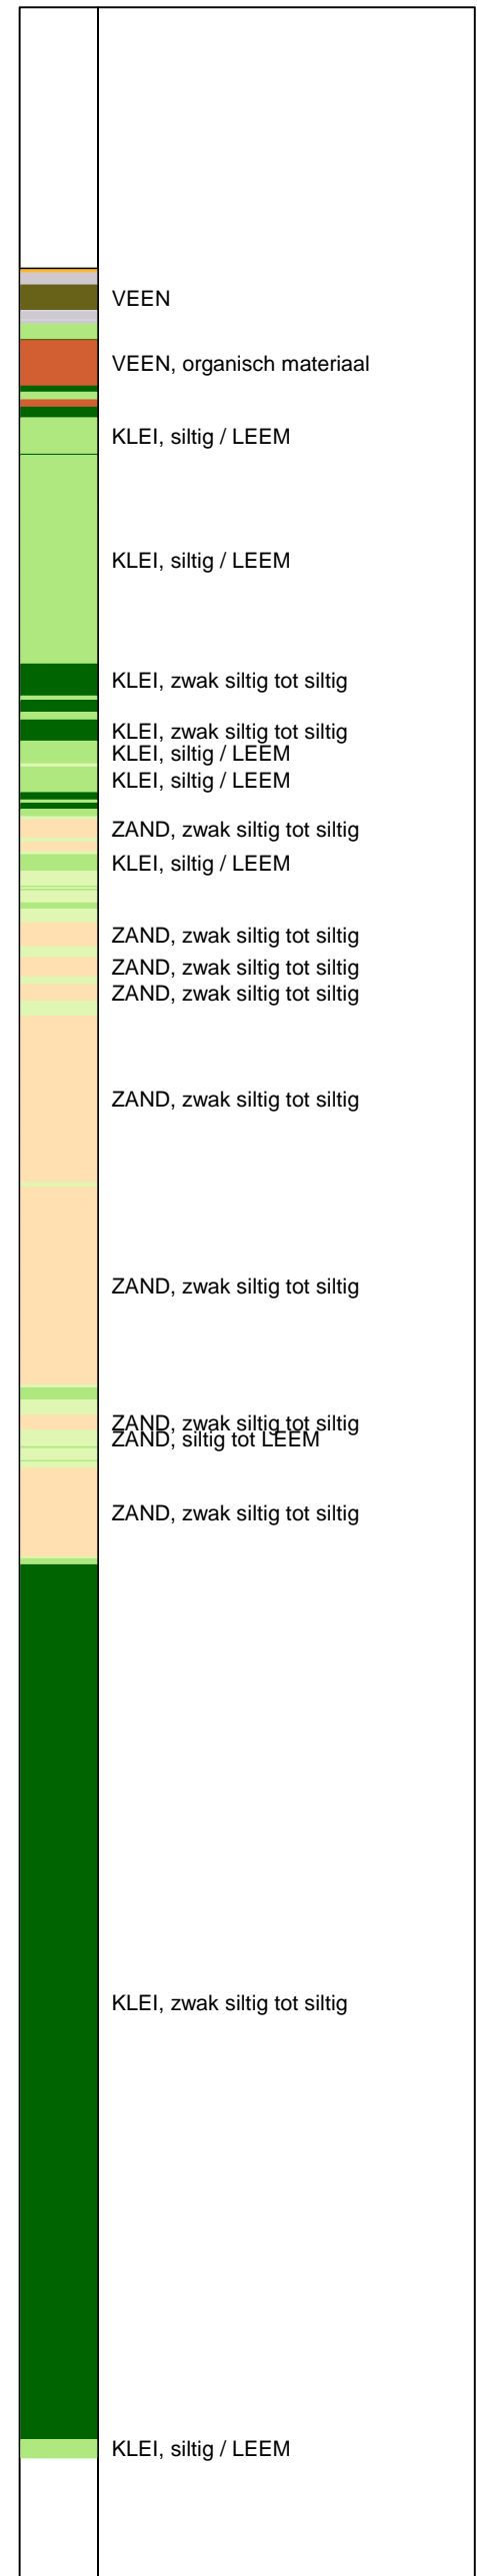 VEEN
VEEN, organisch materiaal
KLEI, siltig / LEEM
KLEI, siltig / LEEM
KLEI, zwak siltig tot siltig
KLEI, zwak siltig tot siltig
KLEI, siltig / LEEM
KLEI, siltig / LEEM
ZAND, zwak siltig tot siltig
KLEI, siltig / LEEM
ZAND, zwak siltig tot siltig
ZAND, zwak siltig tot siltig
ZAND, zwak siltig tot siltig
ZAND, zwak siltig tot siltig
ZAND, zwak siltig tot siltig
ZAND, zwak siltig tot siltig
ZAND, siltig tot LEEM
ZAND, zwak siltig tot siltig
KLEI, zwak siltig tot siltig
KLEI, siltig / LEEM